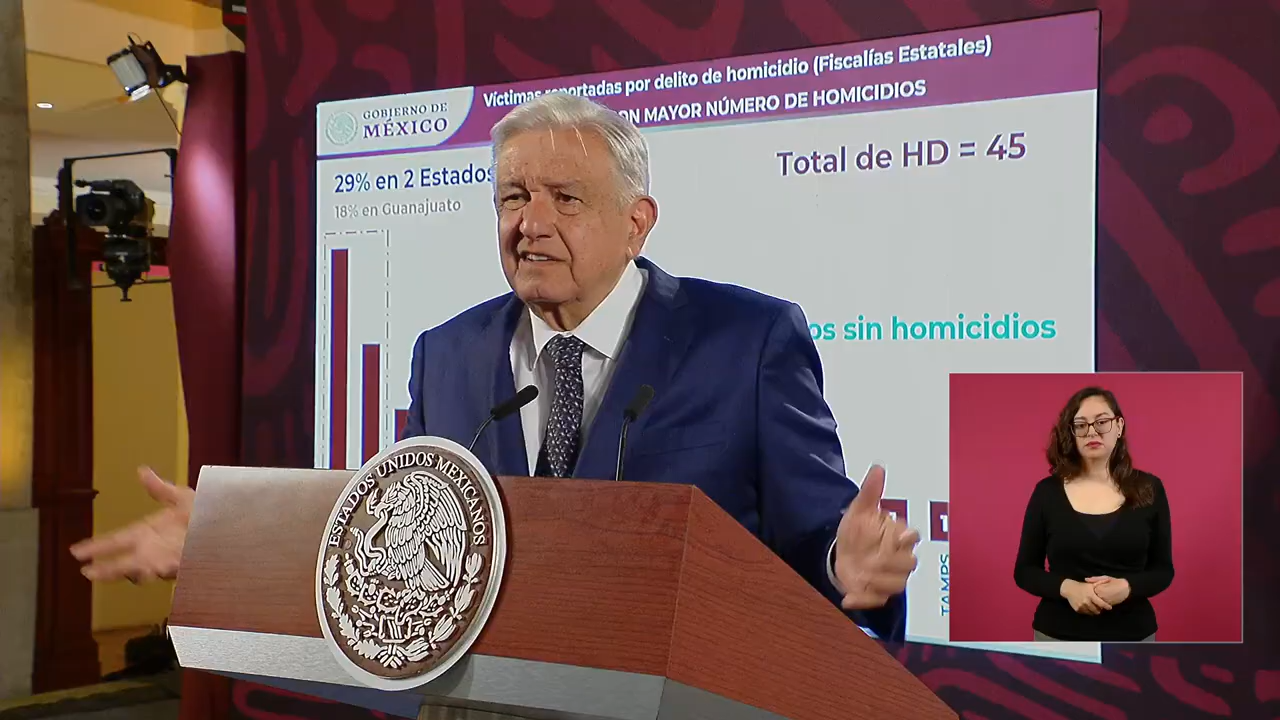 Víctimas reportadas por delito de homicidio (Fiscalías Estatales)
GOBIERNO DE
MÉXICO
MAYOR NÚMERO DE HOMICIDIOS
29% en 2 Estados
18% en Guanajuato
Total de HD = 45
sin homicidios
ESTADOS UNIDOS MEXICANOS
TAMPS